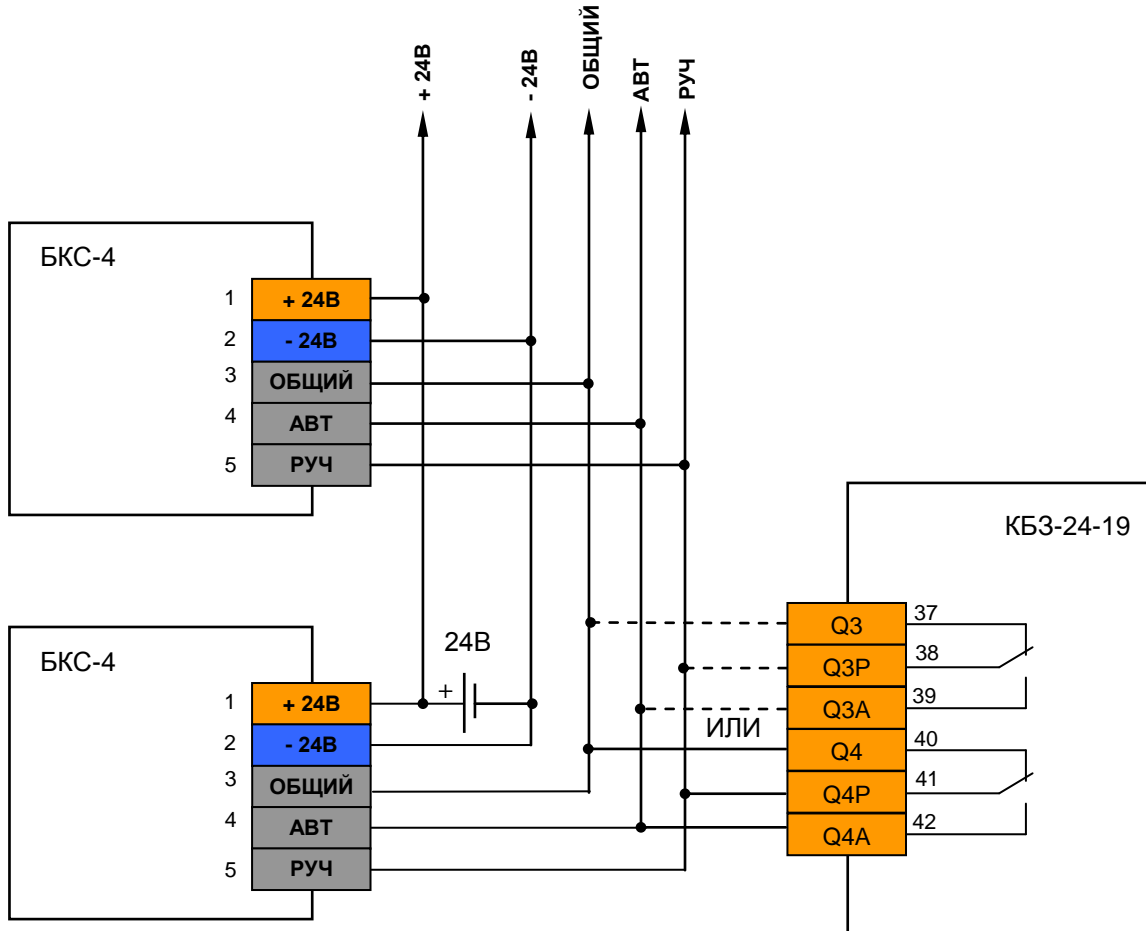 + 24В
- 24В
ОБЩИЙ
АВТ
РУЧ
БКС-4
1
+ 24В
2
- 24В
3
ОБЩИЙ
4
АВТ
5
РУЧ
КБЗ-24-19
БКС-4
24В
+
1
+ 24В
2
- 24В
3
ОБЩИЙ
4
АВТ
5
РУЧ
ИЛИ
Q3
37
Q3P
38
Q3A
39
Q4
40
Q4P
41
Q4A
42